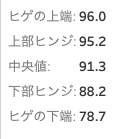 ヒゲの上端: 96.0
上部ヒンジ: 95.2
中央値: 91.3
下部ヒンジ: 88.2
ヒゲの下端: 78.7